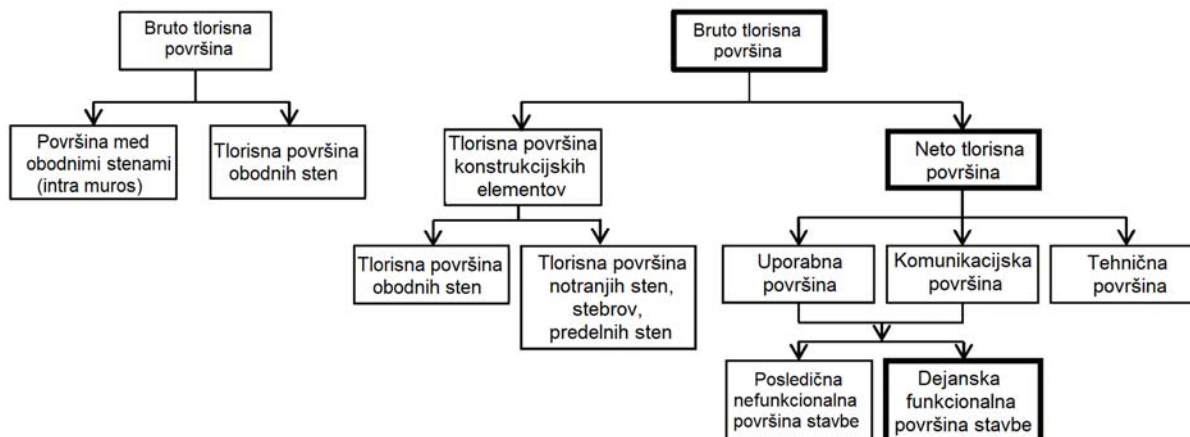 Bruto tlorisna
površina
Površina med
obodnimi stenami
(intra muros)
Tlorisna površina
obodnih sten
Bruto tlorisna
površina
Tlorisna površina
konstrukcijskih
elementov
Neto tlorisna
površina
Tlorisna površina
obodnih sten
Tlorisna površina
notranjih sten,
stebrov,
predelnih sten
Uporabna
površina
Komunikacijska
površina
Tehnična
površina
Posledična
nefunkcionalna
površina stavbe
Dejanska
funkcionalna
površina stavbe